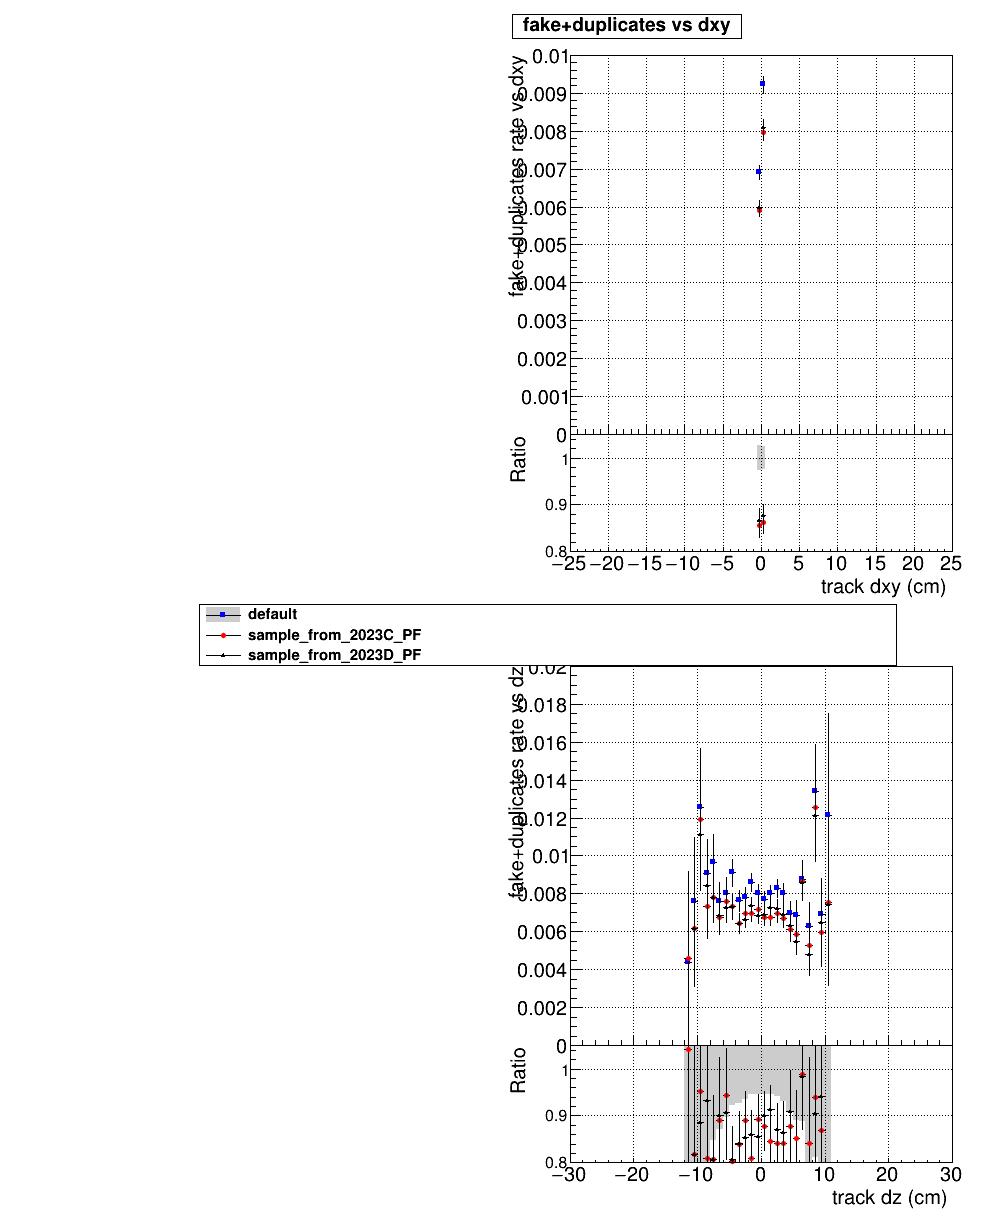 fake+duplicates vs dxy
fake+duplicates rate vs dxy
0.01
0.009
0.008
0.007
0.006
0.005
0.004
0.003
0.002
0.001
0
Ratio
1
0.9
0.8
−25 −20 −15 −10 −5 0 5 10 15 20 25
track dxy (cm)
default
sample_from_2023C_PF
sample_from_2023D_PF
fake+duplicates rate vs dz
0.02
0.018
0.016
0.014
0.012
0.01
0.008
0.006
0.004
0.002
0
Ratio
1
0.9
0.8
−30 −20 −10 0 10 20 30
track dz (cm)